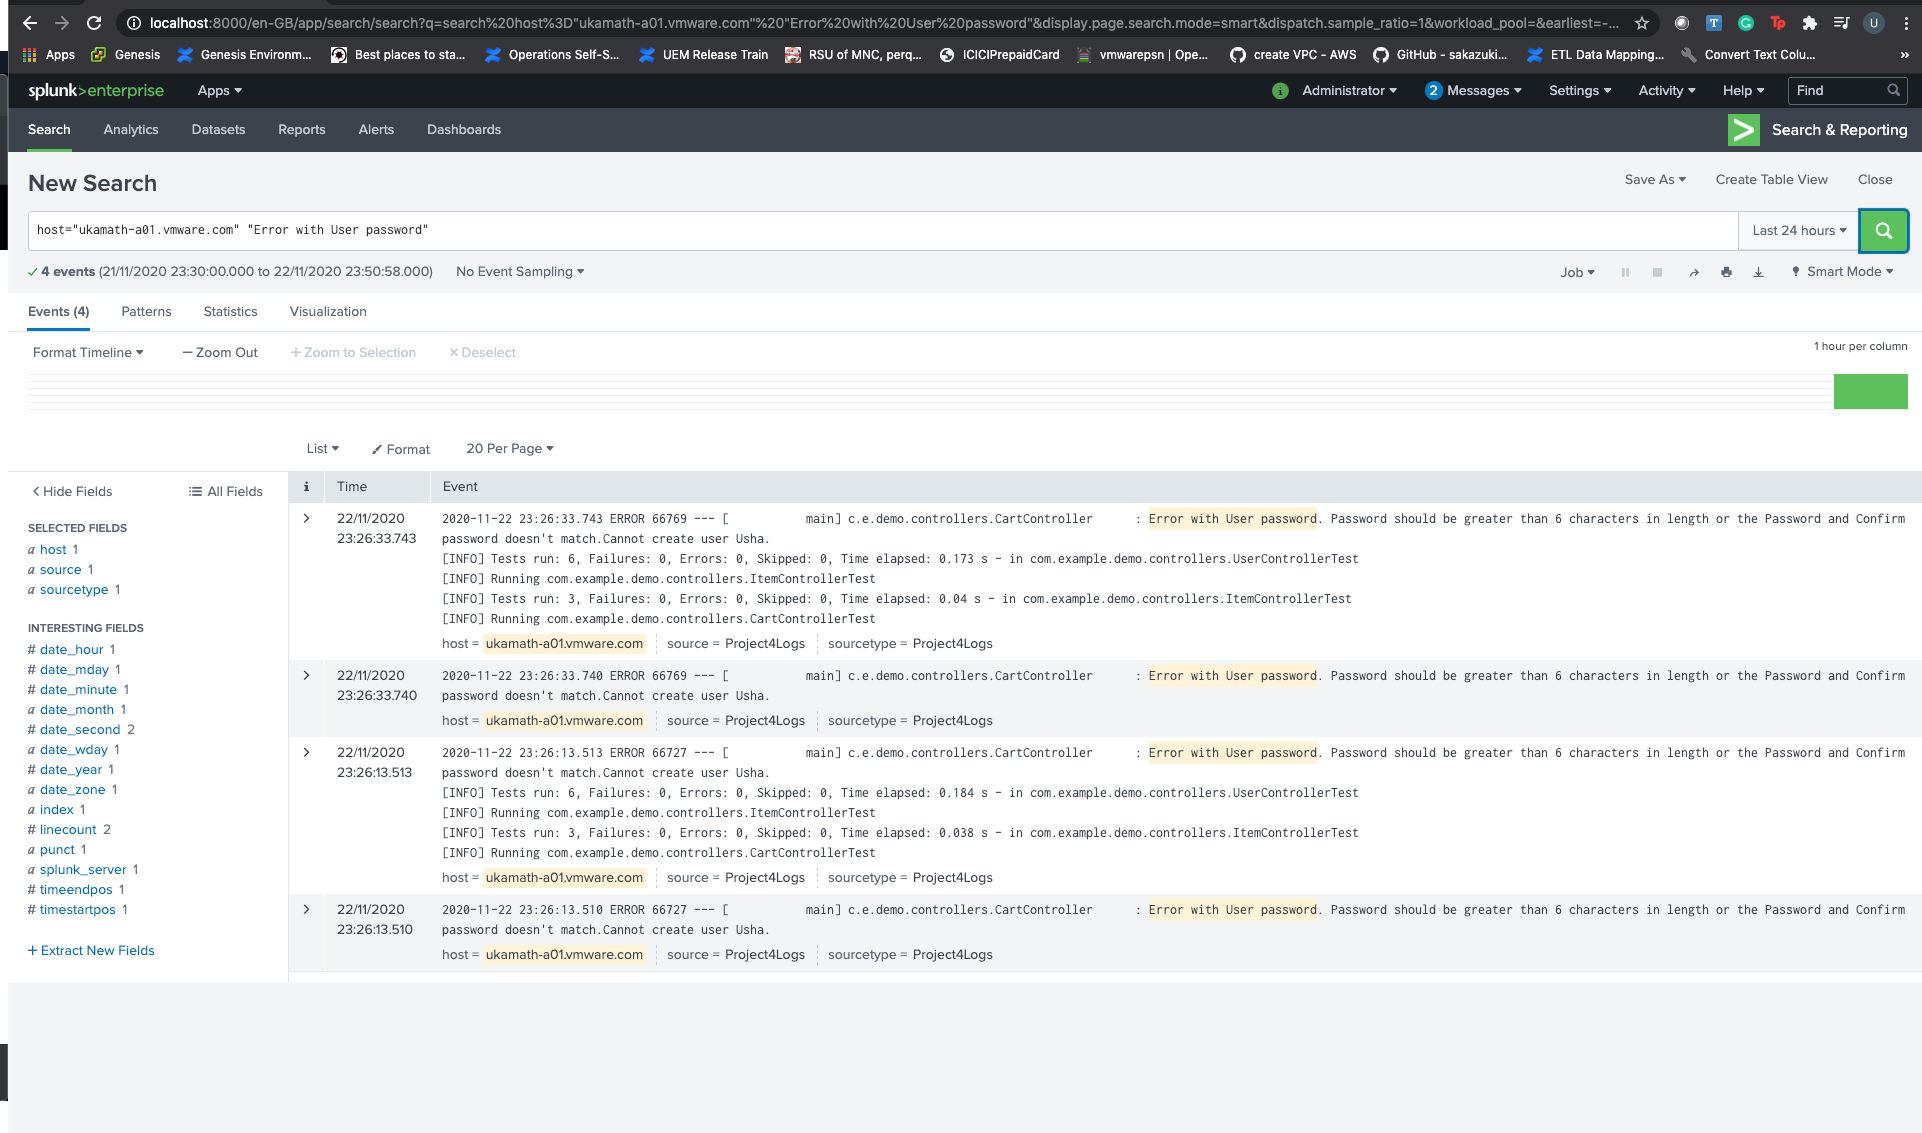 localhost:8000/en-GB/app/search/search?q=search%20host%3D"ukamath-a01.vmware.com"%20"Error%20with%20User%20password"&display.page.search.mode=smart&dispatch.sample_ratio=1&workload_pool=&earliest=-...
Apps Genesis Genesis Environm... Best places to sta... Operations Self-S... UEM Release Train RSU of MNC, perq... ICICIPrepaidCard vmwarepsn | Ope... create VPC - AWS GitHub - sakazuki... ETL Data Mapping,... Convert Text Colu... »
splunk>enterprise Apps Administrator 2 Messages Settings Activity Help Find
Search Analytics Datasets Reports Alerts Dashboards Search & Reporting
New Search Save As Create Table View Close
host="ukamath-a01.vmware.com" "Error with User password" Last 24 hours
4 events (21/11/2020 23:30:00.000 to 22/11/2020 23:50:58.000) No Event Sampling Job Smart Mode
Events (4) Patterns Statistics Visualization
Format Timeline — Zoom Out + Zoom to Selection × Deselect 1 hour per column
List Format 20 Per Page
< Hide Fields All Fields
SELECTED FIELDS
a host 1
a source 1
a sourcetype 1
INTERESTING FIELDS
# date_hour 1
# date_mday 1
# date_minute 1
a date_month 1
# date_second 2
a date_wday 1
# date_year 1
a date_zone 1
a index 1
# linecount 2
a punct 1
a splunk_server 1
# timeendpos 1
# timestartpos 1
+ Extract New Fields
i Time Event
22/11/2020
23:26:33.743
2020-11-22 23:26:33.743 ERROR 66769 --- [ main] c.e.demo.controllers.CartController : Error with User password. Password should be greater than 6 characters in length or the Password and Confirm
password doesn't match.Cannot create user Usha.
[INFO] Tests run: 6, Failures: 0, Errors: 0, Skipped: 0, Time elapsed: 0.173 s - in com.example.demo.controllers.UserControllerTest
[INFO] Running com.example.demo.controllers.ItemControllerTest
[INFO] Tests run: 3, Failures: 0, Errors: 0, Skipped: 0, Time elapsed: 0.04 s - in com.example.demo.controllers.ItemControllerTest
[INFO] Running com.example.demo.controllers.CartControllerTest
host = ukamath-a01.vmware.com source = Project4Logs sourcetype = Project4Logs
22/11/2020
23:26:33.740
2020-11-22 23:26:33.740 ERROR 66769 --- [ main] c.e.demo.controllers.CartController : Error with User password. Password should be greater than 6 characters in length or the Password and Confirm
password doesn't match.Cannot create user Usha.
host = ukamath-a01.vmware.com source = Project4Logs sourcetype = Project4Logs
22/11/2020
23:26:13.513
2020-11-22 23:26:13.513 ERROR 66727 --- [ main] c.e.demo.controllers.CartController : Error with User password. Password should be greater than 6 characters in length or the Password and Confirm
password doesn't match.Cannot create user Usha.
[INFO] Tests run: 6, Failures: 0, Errors: 0, Skipped: 0, Time elapsed: 0.184 s - in com.example.demo.controllers.UserControllerTest
[INFO] Running com.example.demo.controllers.ItemControllerTest
[INFO] Tests run: 3, Failures: 0, Errors: 0, Skipped: 0, Time elapsed: 0.038 s - in com.example.demo.controllers.ItemControllerTest
[INFO] Running com.example.demo.controllers.CartControllerTest
host = ukamath-a01.vmware.com source = Project4Logs sourcetype = Project4Logs
22/11/2020
23:26:13.510
2020-11-22 23:26:13.510 ERROR 66727 --- [ main] c.e.demo.controllers.CartController : Error with User password. Password should be greater than 6 characters in length or the Password and Confirm
password doesn't match.Cannot create user Usha.
host = ukamath-a01.vmware.com source = Project4Logs sourcetype = Project4Logs